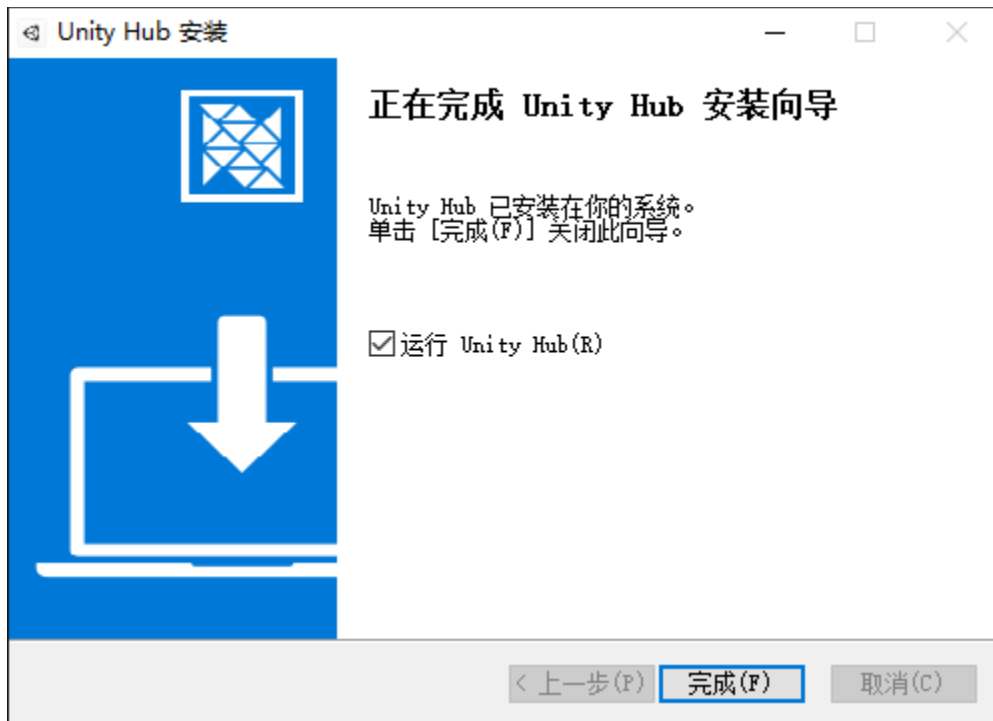 Unity Hub 安装
正在完成 Unity Hub 安装向导
Unity Hub 已安装在你的系统。
单击 [完成(F)] 关闭此向导。
运行 Unity Hub(R)
< 上一步(P)
完成(F)
取消(C)